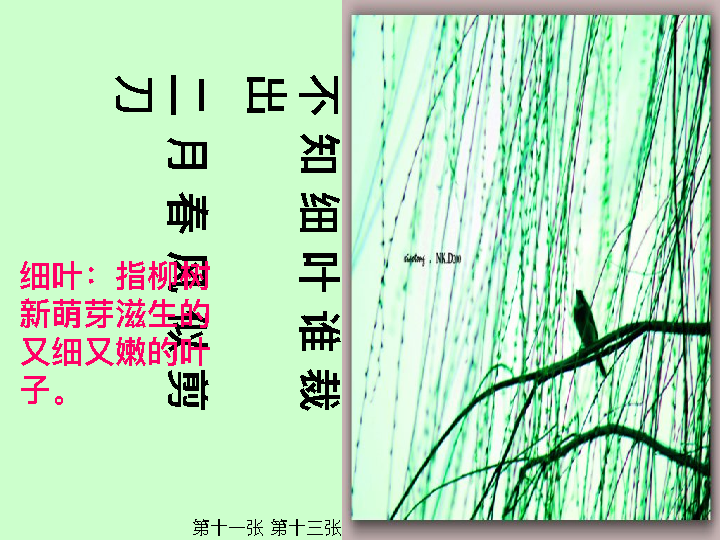 不知细叶谁裁
出
二月春风似剪
刀
细叶：指柳树
新萌芽滋生的
又细又嫩的叶
子。
第十一张 第十三张